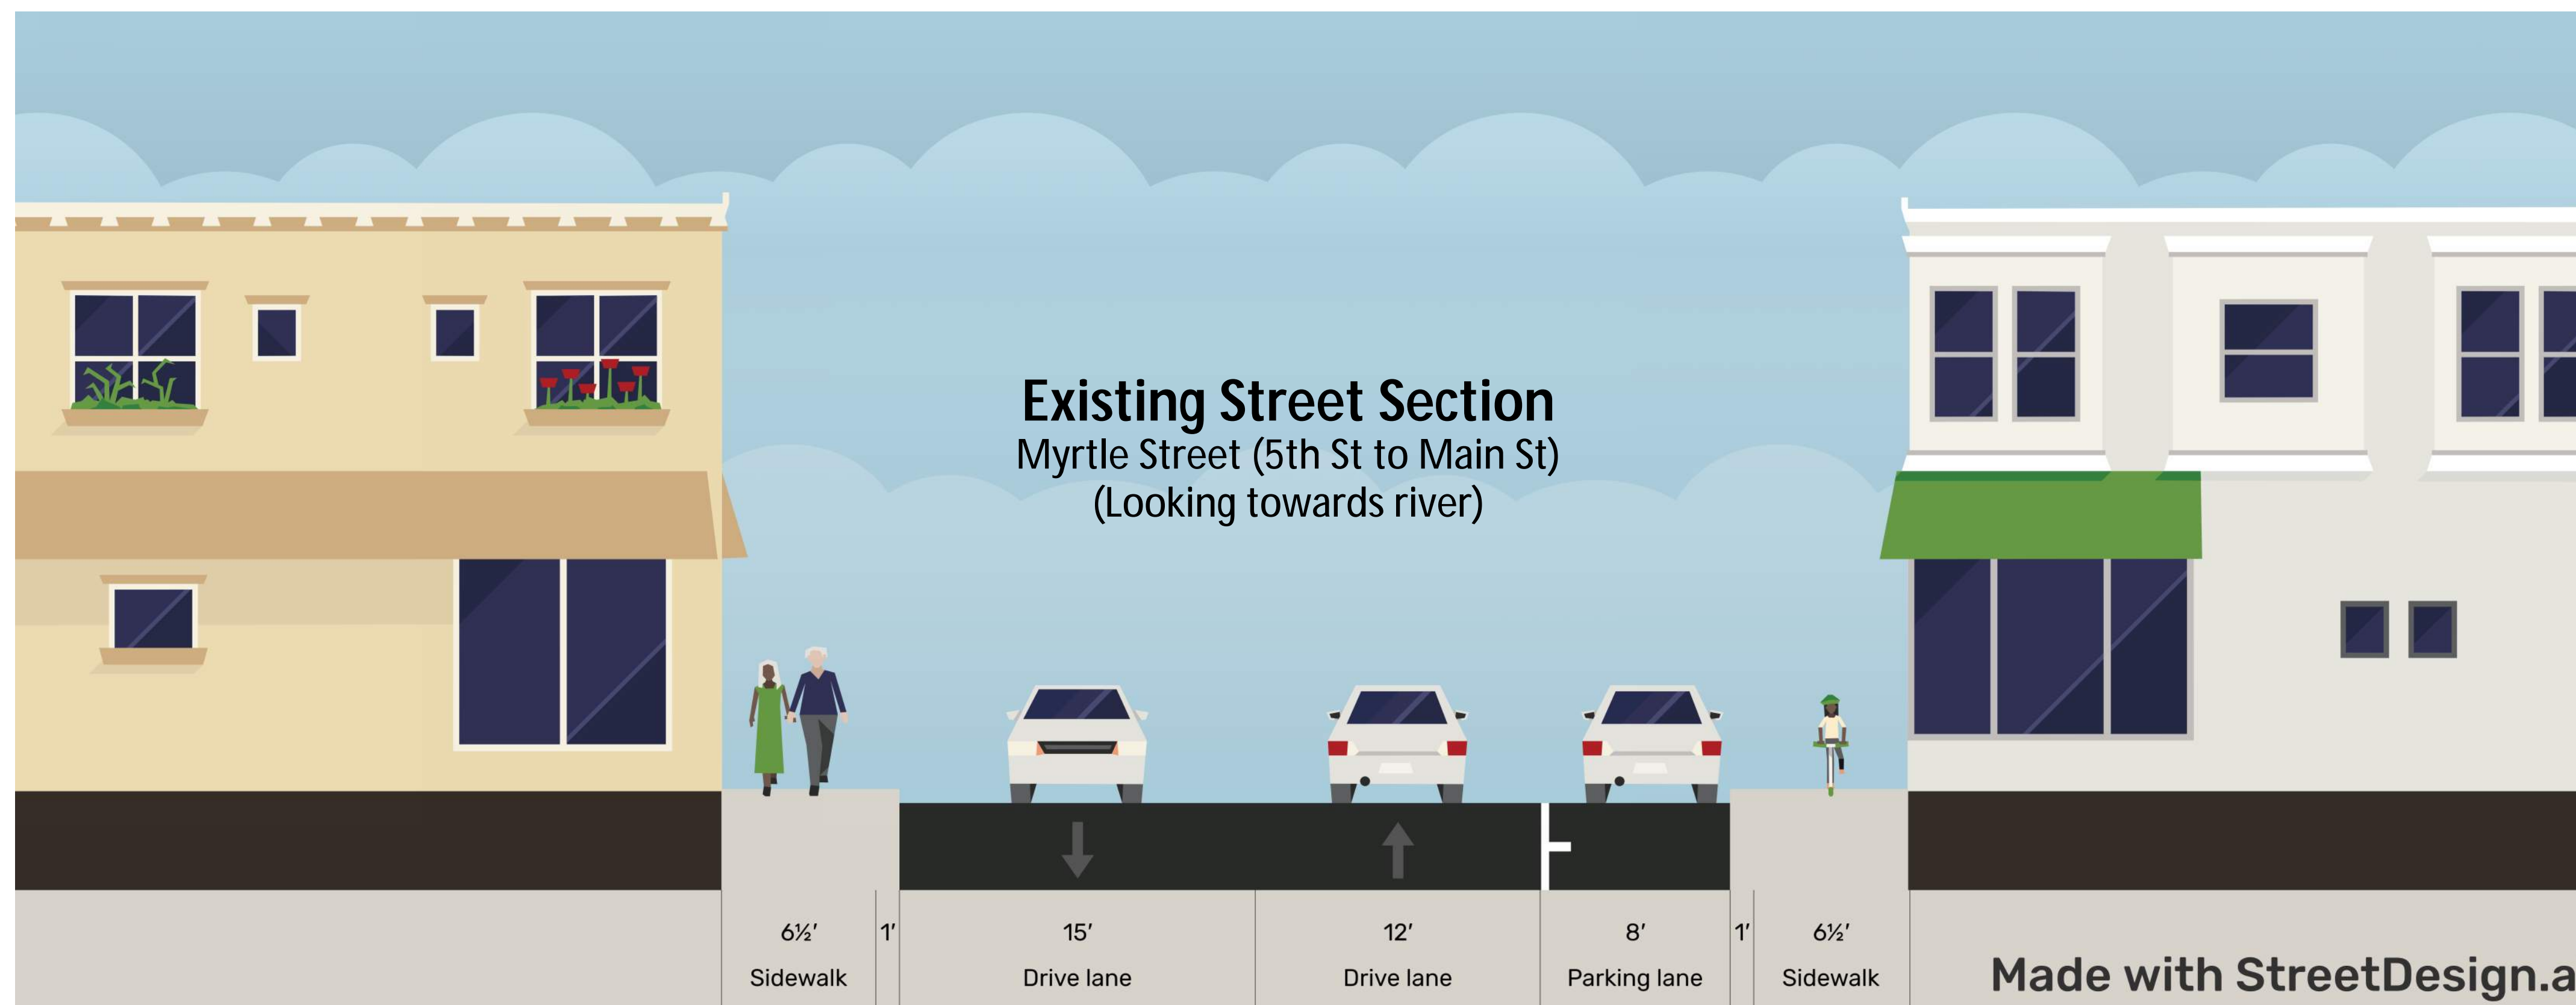 Existing Street Section
Myrtle Street (5th St to Main St)
(Looking towards river)
6½′ 1′ 15′ 12′ 8′ 1′ 6½′
Sidewalk Drive lane Drive lane Parking lane Sidewalk
Made with StreetDesign.a